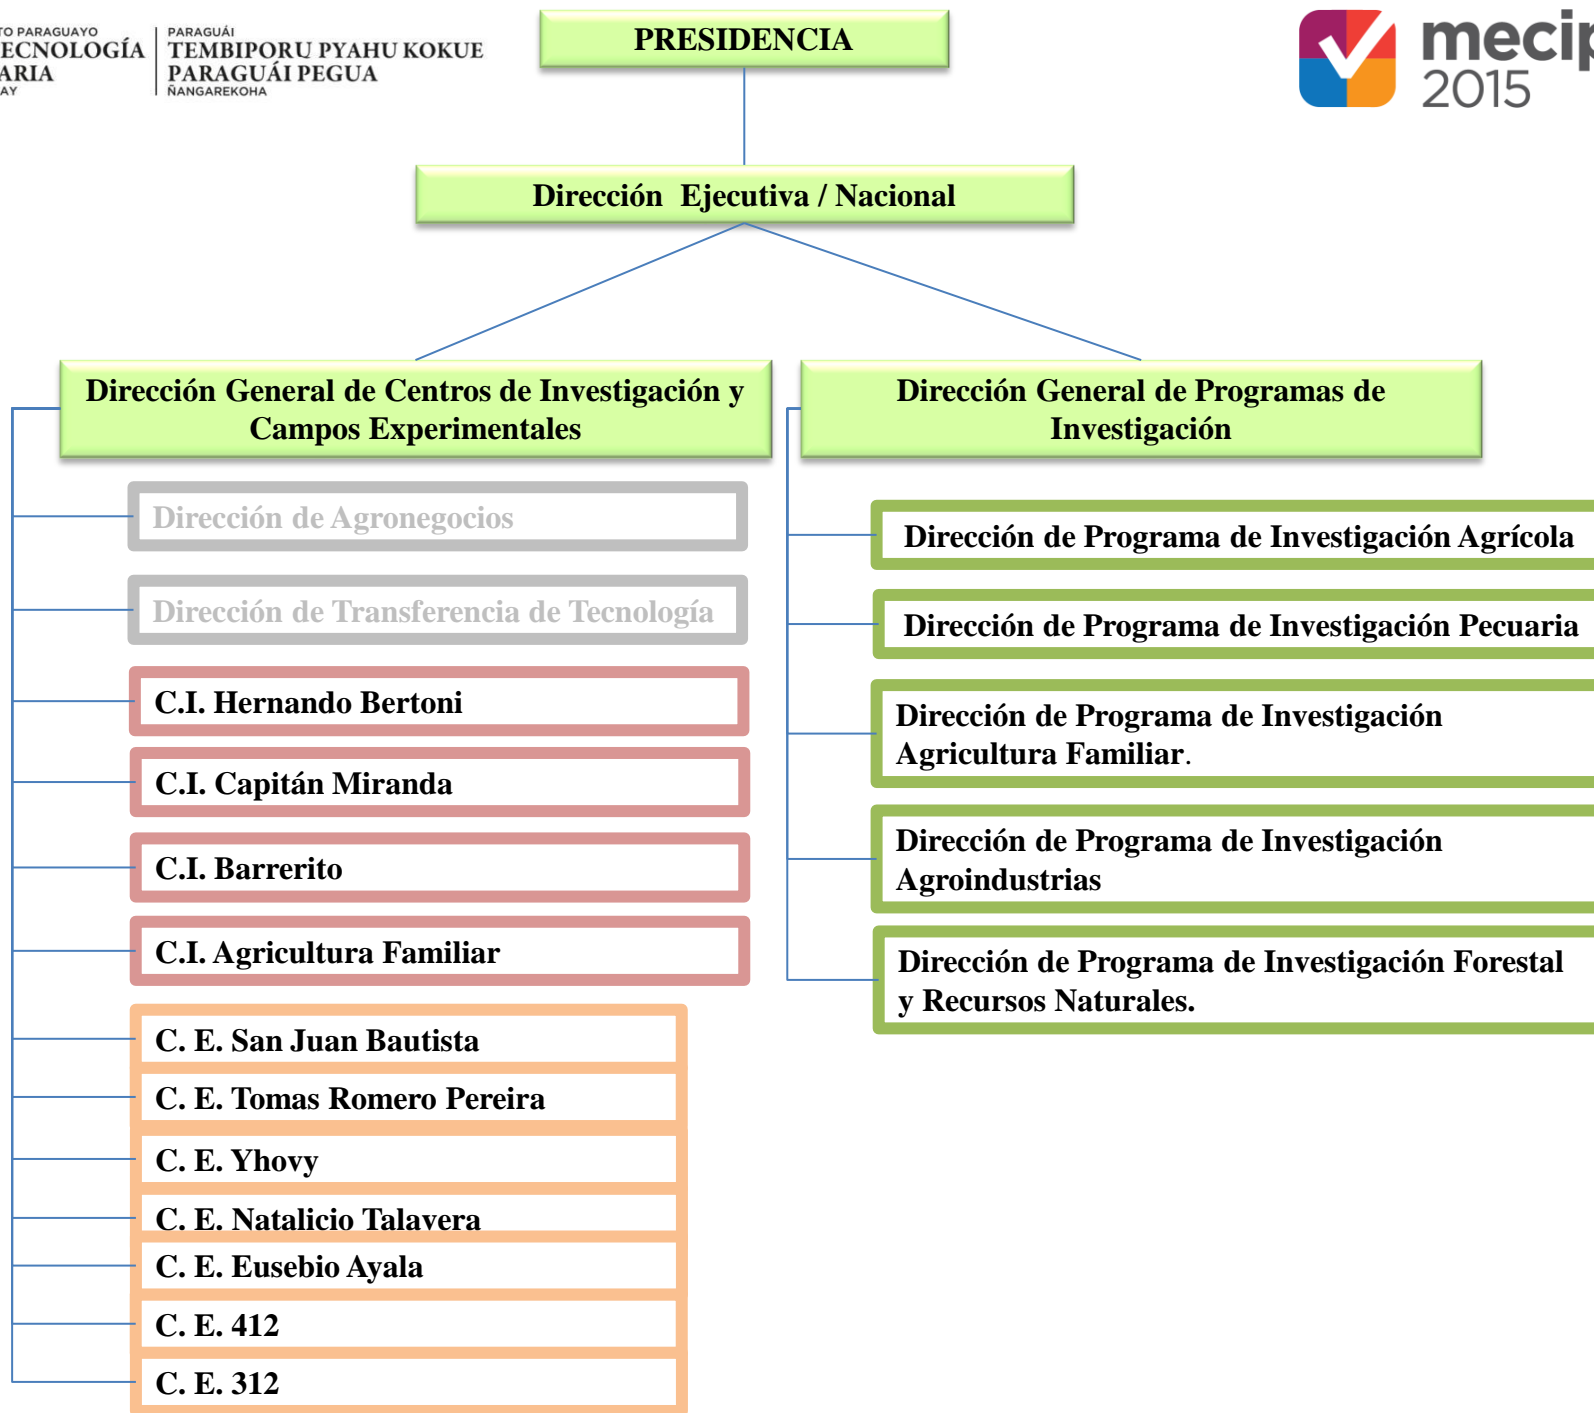 TO PARAGUAYO
ECNOLOGÍA
ARIA
AY
PARAGUÁI
TEMBIPORU PYAHU KOKUE
PARAGUÁI PEGUA
ÑANGAREKOHA
PRESIDENCIA
mecip
2015
Dirección Ejecutiva / Nacional
Dirección General de Centros de Investigación y
Campos Experimentales
Dirección de Agronegocios
Dirección de Transferencia de Tecnología
C.I. Hernando Bertoni
C.I. Capitán Miranda
C.I. Barrerito
C.I. Agricultura Familiar
C. E. San Juan Bautista
C. E. Tomas Romero Pereira
C. E. Yhovy
C. E. Natalicio Talavera
C. E. Eusebio Ayala
C. E. 412
C. E. 312
Dirección General de Programas de
Investigación
Dirección de Programa de Investigación Agrícola
Dirección de Programa de Investigación Pecuaria
Dirección de Programa de Investigación
Agricultura Familiar.
Dirección de Programa de Investigación
Agroindustrias
Dirección de Programa de Investigación Forestal
y Recursos Naturales.